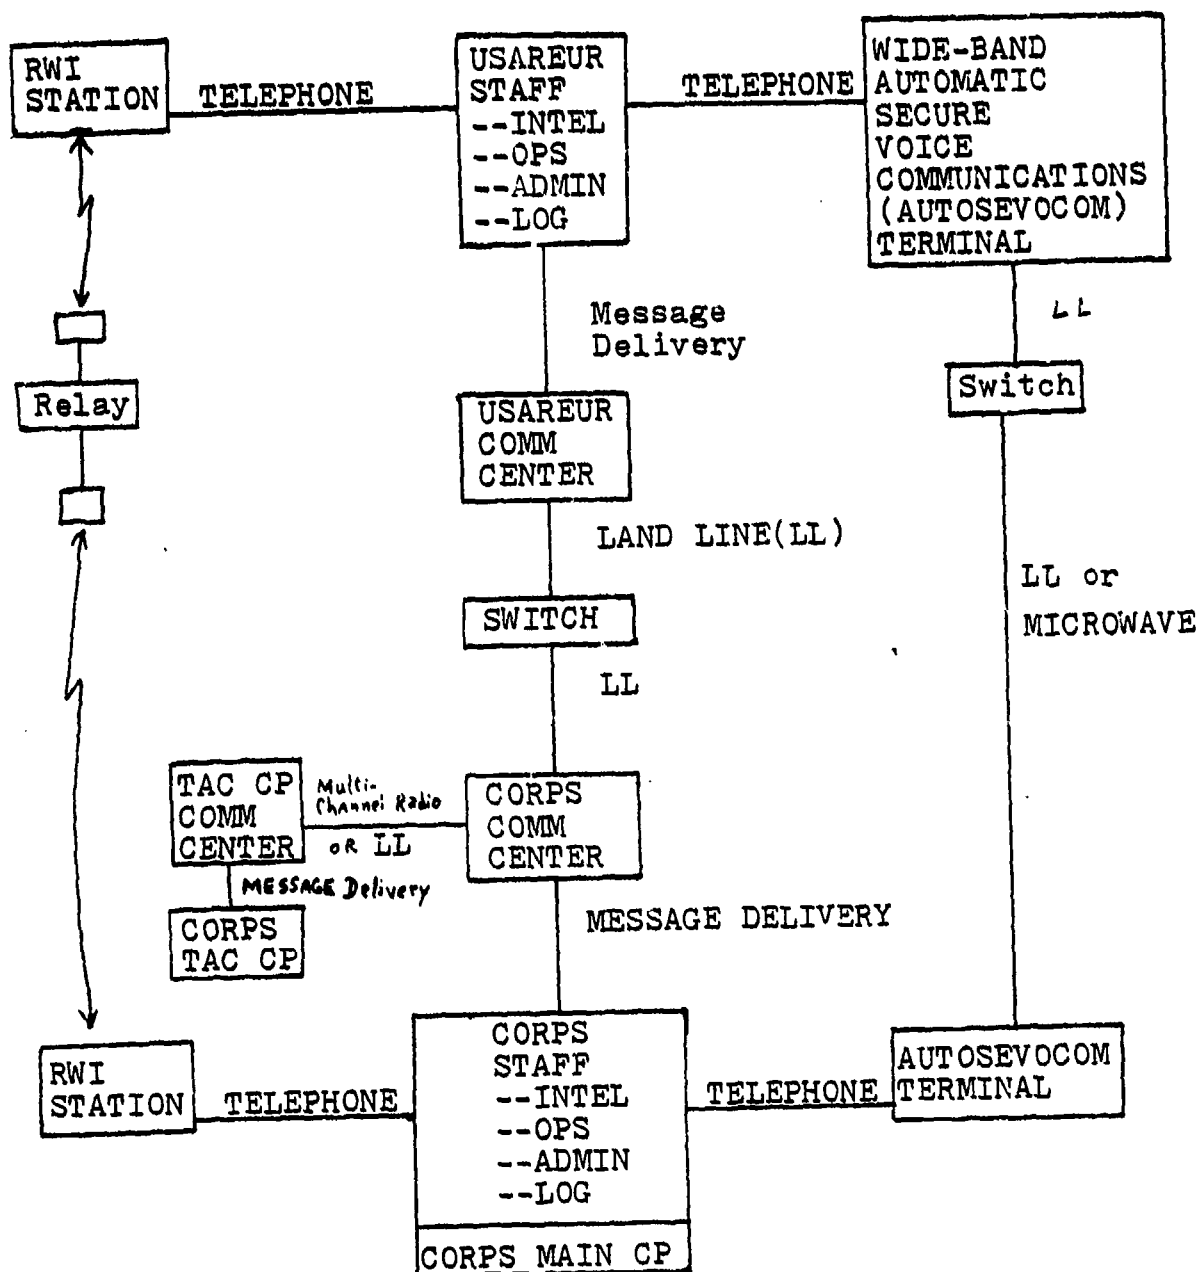 RWI
STATION
TELEPHONE
USAREUR
STAFF
--INTEL
--OPS
--ADMIN
--LOG
TELEPHONE
WIDE-BAND
AUTOMATIC
SECURE
VOICE
COMMUNICATIONS
(AUTOSEVOCOM)
TERMINAL
Message
Delivery
LL
Relay
USAREUR
COMM
CENTER
Switch
LAND LINE(LL)
LL or
MICROWAVE
SWITCH
LL
TAC CP
COMM
CENTER
Multi-
Channel Radio
OR LL
CORPS
COMM
CENTER
MESSAGE Delivery
CORPS
TAC CP
MESSAGE DELIVERY
RWI
STATION
TELEPHONE
CORPS
STAFF
--INTEL
--OPS
--ADMIN
--LOG
CORPS MAIN CP
TELEPHONE
AUTOSEVOCOM
TERMINAL